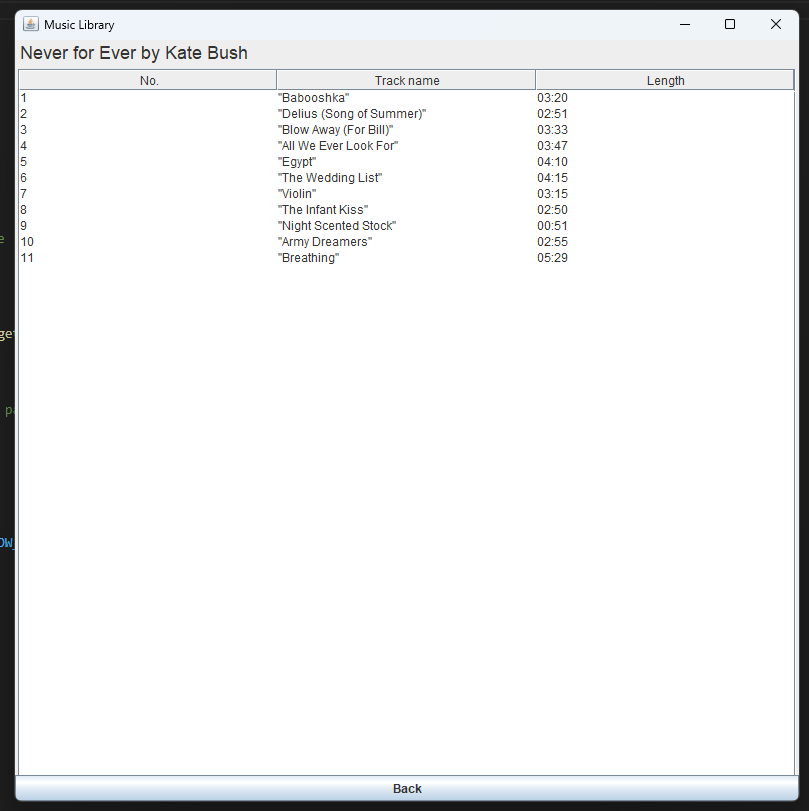 Music Library
Never for Ever by Kate Bush
No. Track name Length
1 "Babooshka" 03:20
2 "Delius (Song of Summer)" 02:51
3 "Blow Away (For Bill)" 03:33
4 "All We Ever Look For" 03:47
5 "Egypt" 04:10
6 "The Wedding List" 04:15
7 "Violin" 03:15
8 "The Infant Kiss" 02:50
9 "Night Scented Stock" 00:51
10 "Army Dreamers" 02:55
11 "Breathing" 05:29
Back